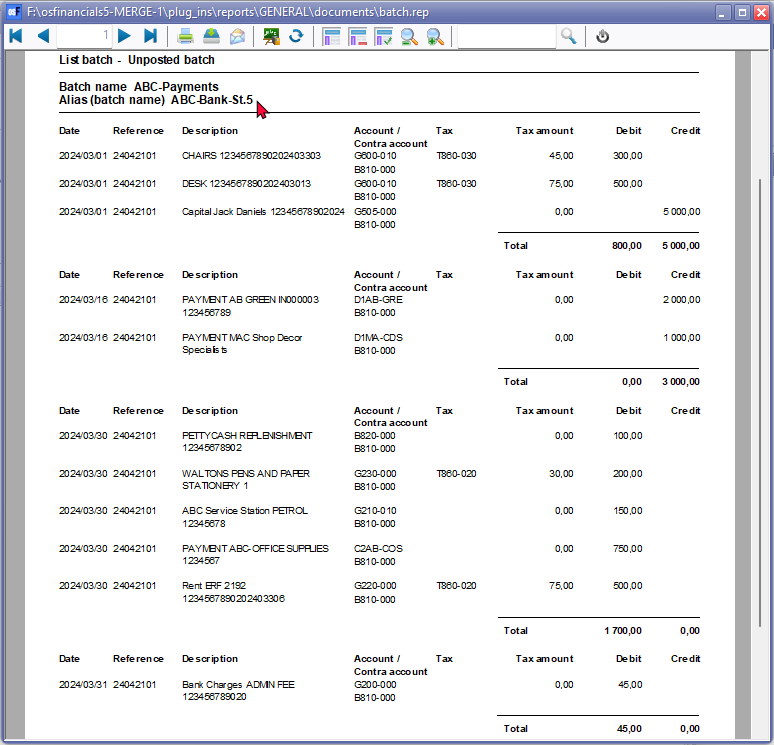 F:\osfinancials5-MERGE-1\plug_ins\reports\GENERAL\documents\batch.rep
1
List batch - Unposted batch
Batch name ABC-Payments
Alias (batch name) ABC-Bank-St.5
Date Reference Description Account / Tax Tax amount Debit Credit
Contra account
2024/03/01 24042101 CHAIRS 1234567890202403303 G600-010 T860-030 45,00 300,00
B810-000
2024/03/01 24042101 DESK 1234567890202403013 G600-010 T860-030 75,00 500,00
B810-000
2024/03/01 24042101 Capital Jack Daniels 12345678902024 G505-000 0,00 5 000,00
B810-000
Total 800,00 5 000,00
Date Reference Description Account / Tax Tax amount Debit Credit
Contra account
2024/03/16 24042101 PAYMENT AB GREEN IN000003 D1AB-GRE 0,00 2 000,00
123456789 B810-000
2024/03/16 24042101 PAYMENT MAC Shop Decor D1MA-CDS 0,00 1 000,00
Specialists B810-000
Total 0,00 3 000,00
Date Reference Description Account / Tax Tax amount Debit Credit
Contra account
2024/03/30 24042101 PETTYCASH REPLENISHMENT B820-000 0,00 100,00
12345678902 B810-000
2024/03/30 24042101 WALTONS PENS AND PAPER G230-000 T860-020 30,00 200,00
STATIONERY 1 B810-000
2024/03/30 24042101 ABC Service Station PETROL G210-010 0,00 150,00
12345678 B810-000
2024/03/30 24042101 PAYMENT ABC-OFFICE SUPPLIES C2AB-COS 0,00 750,00
1234567 B810-000
2024/03/30 24042101 Rent ERF 2192 G220-000 T860-020 75,00 500,00
1234567890202403306 B810-000
Total 1 700,00 0,00
Date Reference Description Account / Tax Tax amount Debit Credit
Contra account
2024/03/31 24042101 Bank Charges ADMIN FEE G200-000 0,00 45,00
123456789020 B810-000
Total 45,00 0,00